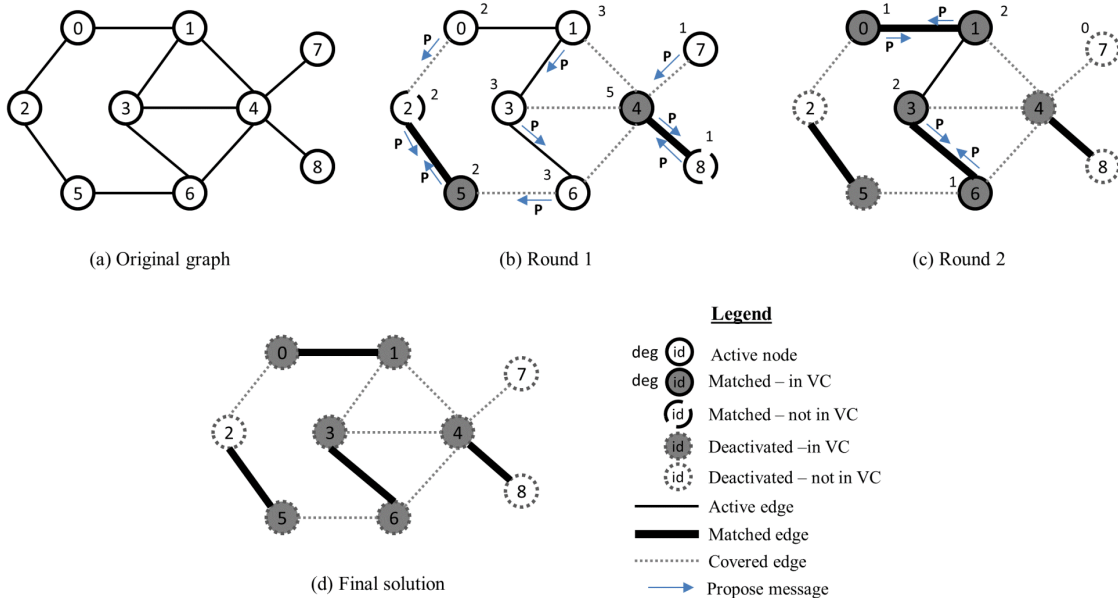 0
1
2
3
4
5
6
7
8
(a) Original graph
2
0
3
1
1
7
P
P
P
2
2
3
3
5
4
P
P
P
1
8
P
P
2
5
3
6
P
(b) Round 1
1
0
P
P
2
1
0
7
2
2
3
4
P
P
8
5
1
6
(c) Round 2
0
1
7
2
3
4
8
5
6
(d) Final solution
Legend
deg id Active node
deg id Matched – in VC
id Matched – not in VC
id Deactivated –in VC
id Deactivated – not in VC
Active edge
Matched edge
Covered edge
Propose message